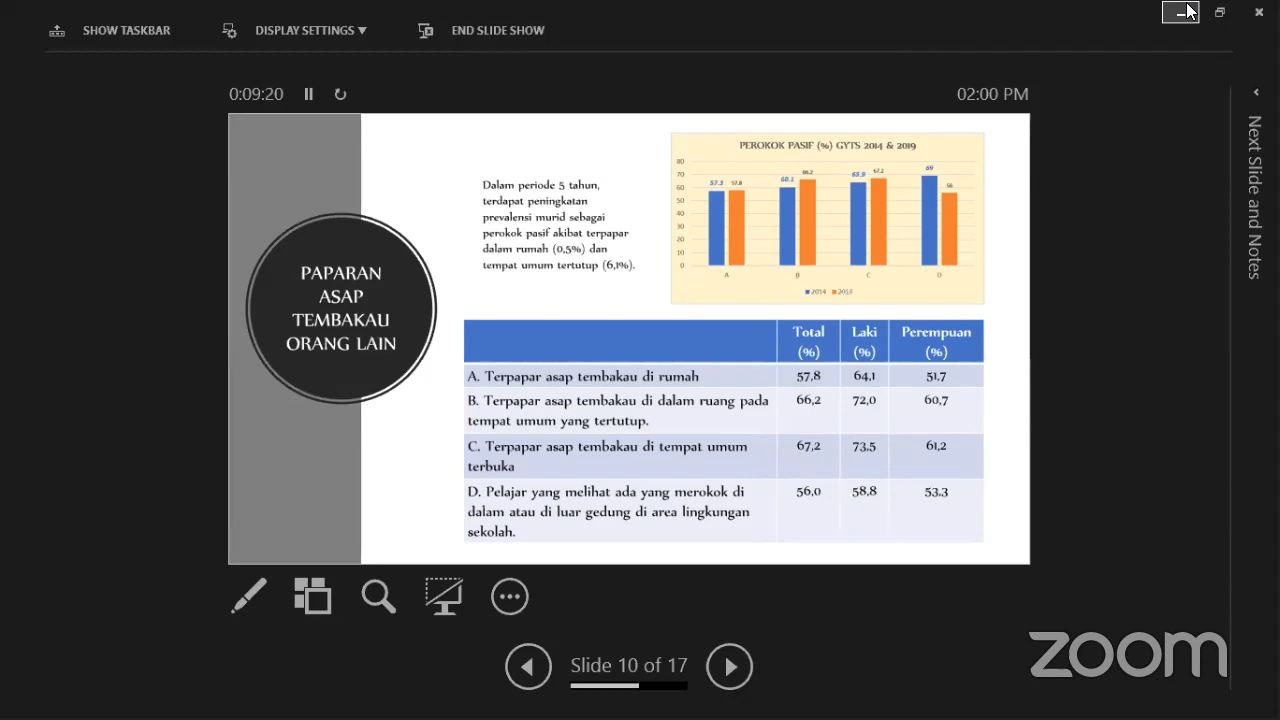 SHOW TASKBAR
DISPLAY SETTINGS ▼
END SLIDE SHOW
0:09:20
02:00 PM
Next Slide and Notes
PAPARAN
ASAP
TEMBAKAU
ORANG LAIN
Dalam periode 5 tahun,
terdapat peningkatan
prevalensi murid sebagai
perokok pasif akibat terpapar
dalam rumah (0,5%) dan
tempat umum tertutup (6,1%).
PEROKOK PASIF (%) GYTS 2014 & 2019
80
70
60
50
40
30
20
10
0
57.3 57.8
60.1 66.2
63.9 67.2
69 56
A B C D
2014 2013
Total (%) Laki (%) Perempuan (%)
A. Terpapar asap tembakau di rumah 57,8 64,1 51,7
B. Terpapar asap tembakau di dalam ruang pada 66,2 72,0 60,7
tempat umum yang tertutup.
C. Terpapar asap tembakau di tempat umum 67,2 73,5 61,2
terbuka
D. Pelajar yang melihat ada yang merokok di 56,0 58,8 53,3
dalam atau di luar gedung di area lingkungan
sekolah.
Slide 10 of 17
zoom